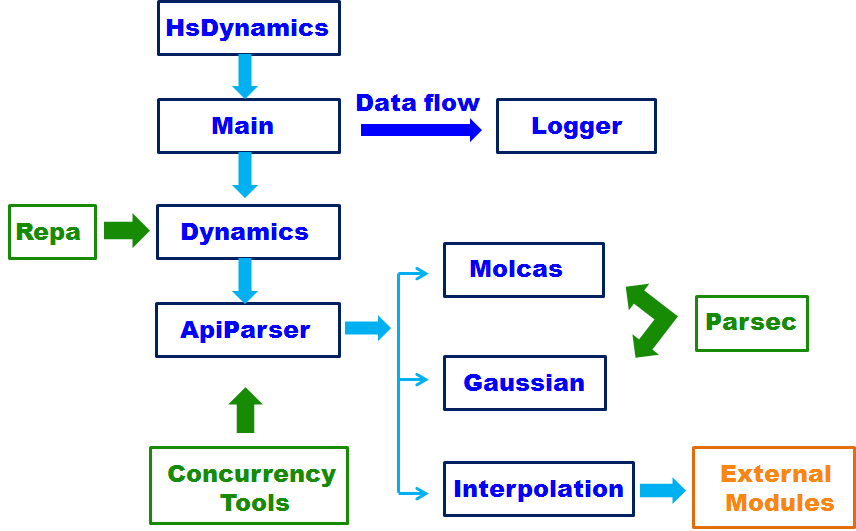 HsDynamics
Data flow
Main
Logger
Repa
Dynamics
Molcas
ApiParser
Parsec
Gaussian
Concurrency
Tools
Interpolation
External
Modules